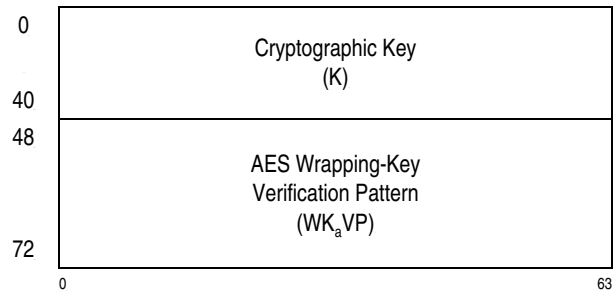 0
Cryptographic Key
(K)
40
48
AES Wrapping-Key
Verification Pattern
(WKaVP)
72
0 63